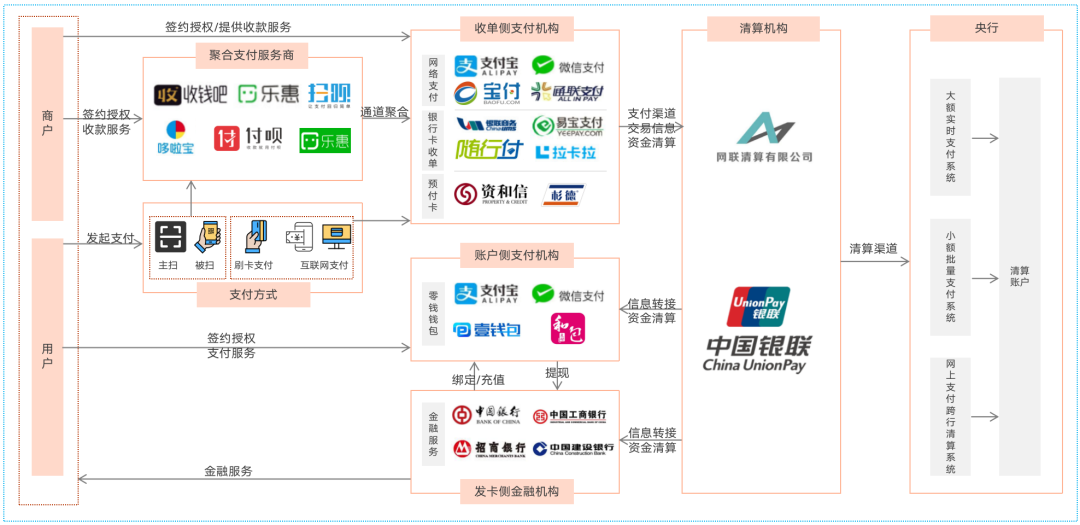 签约授权/提供收款服务
商户
签约授权
收款服务
聚合支付服务商
收 收钱吧
乐惠
扫呗
哆啦宝
付 付呗
乐惠
通道聚合
用户
发起支付
主扫
被扫
刷卡支付
互联网支付
支付方式
签约授权
支付服务
金融服务
收单侧支付机构
网络支付
支 支付宝
ALIPAY
微信支付
宝付
BAOFU.COM
通联支付
ALL IN PAY
银行卡收单
银联商务
China ums
易宝支付
YEEPAY.COM
随行付
拉卡拉
预付卡
资和信
PROPERTY & CREDIT
杉德
账户侧支付机构
零钱钱包
支 支付宝
ALIPAY
微信支付
壹钱包
和包
绑定/充值
提现
金融服务
中国银行
BANK OF CHINA
中国工商银行
INDUSTRIAL AND COMMERCIAL BANK OF CHINA
招商银行
CHINA MERCHANTS BANK
中国建设银行
China Construction Bank
发卡侧金融机构
支付渠道
交易信息
资金清算
信息转接
资金清算
信息转接
资金清算
清算机构
网联清算有限公司
UnionPay
银联
中国银联
China UnionPay
清算渠道
央行
大额实时支付系统
小额批量支付系统
网上支付跨行清算系统
清算
账户